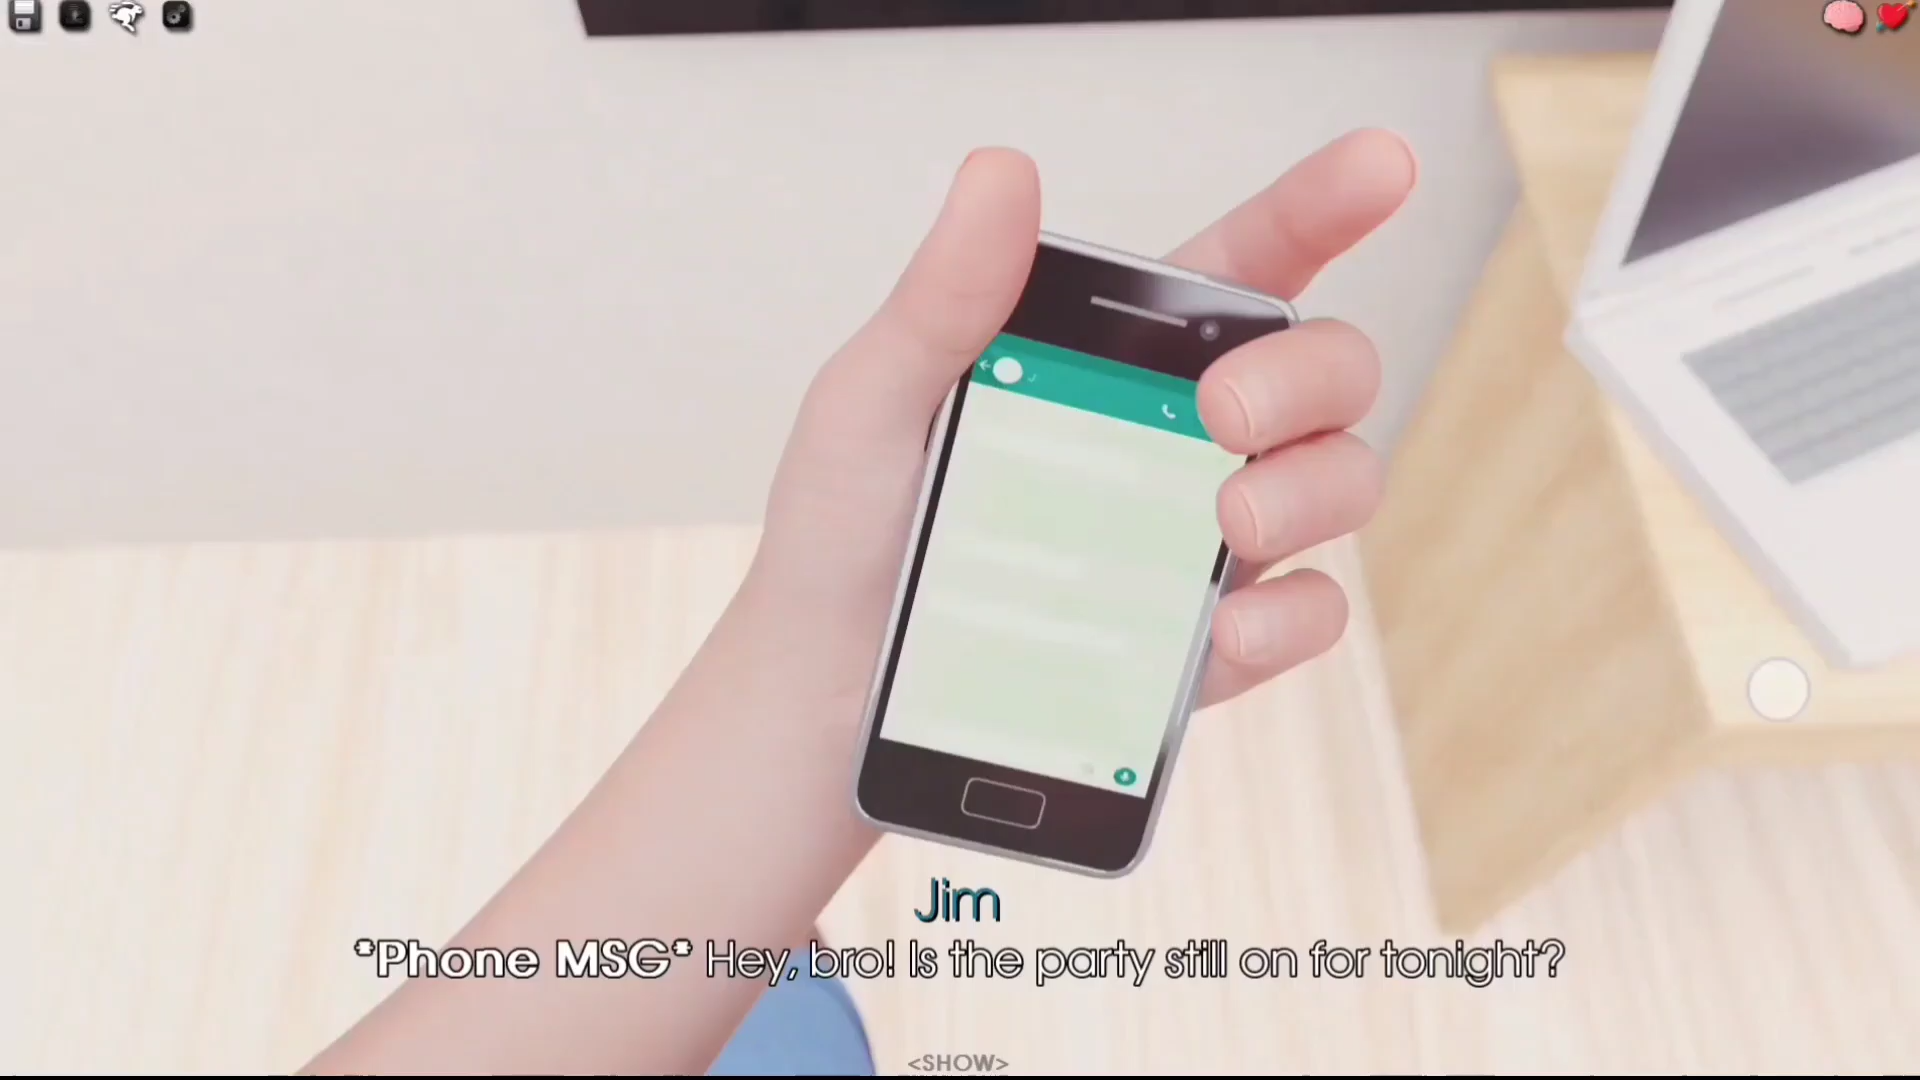 Jim
*Phone MSG* Hey, bro! Is the party still on for tonight?
<SHOW>